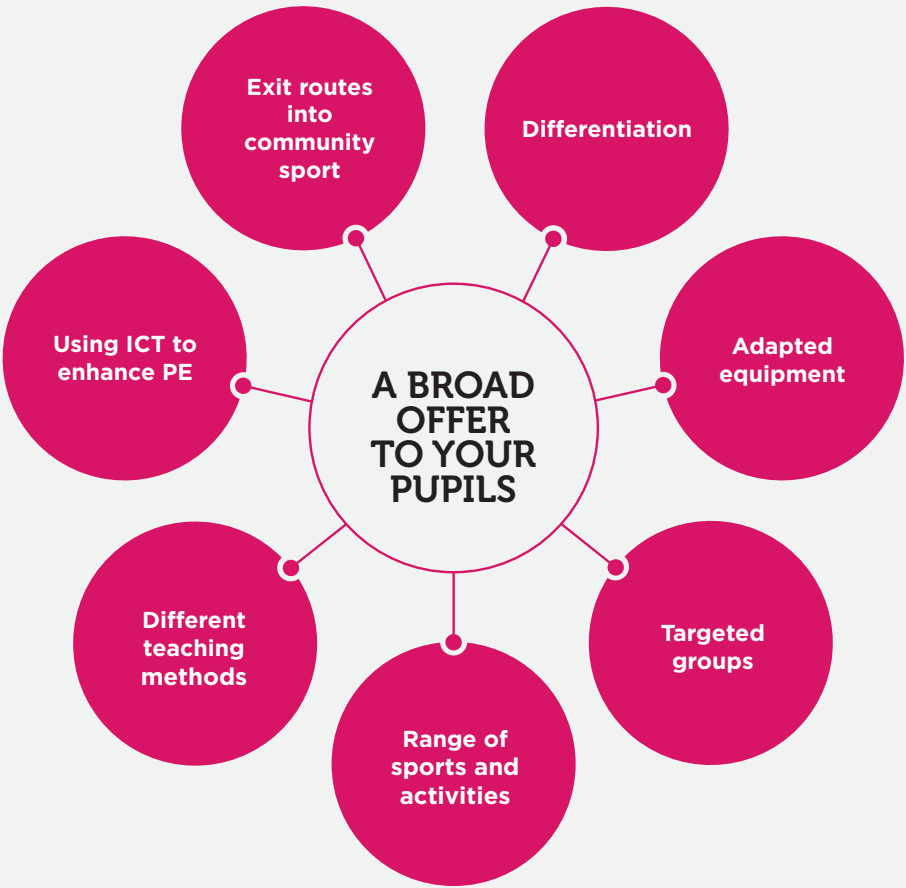 Exit routes
into
community
sport
Differentiation
Using ICT to
enhance PE
Adapted
equipment
A BROAD
OFFER
TO YOUR
PUPILS
Different
teaching
methods
Targeted
groups
Range of
sports and
activities